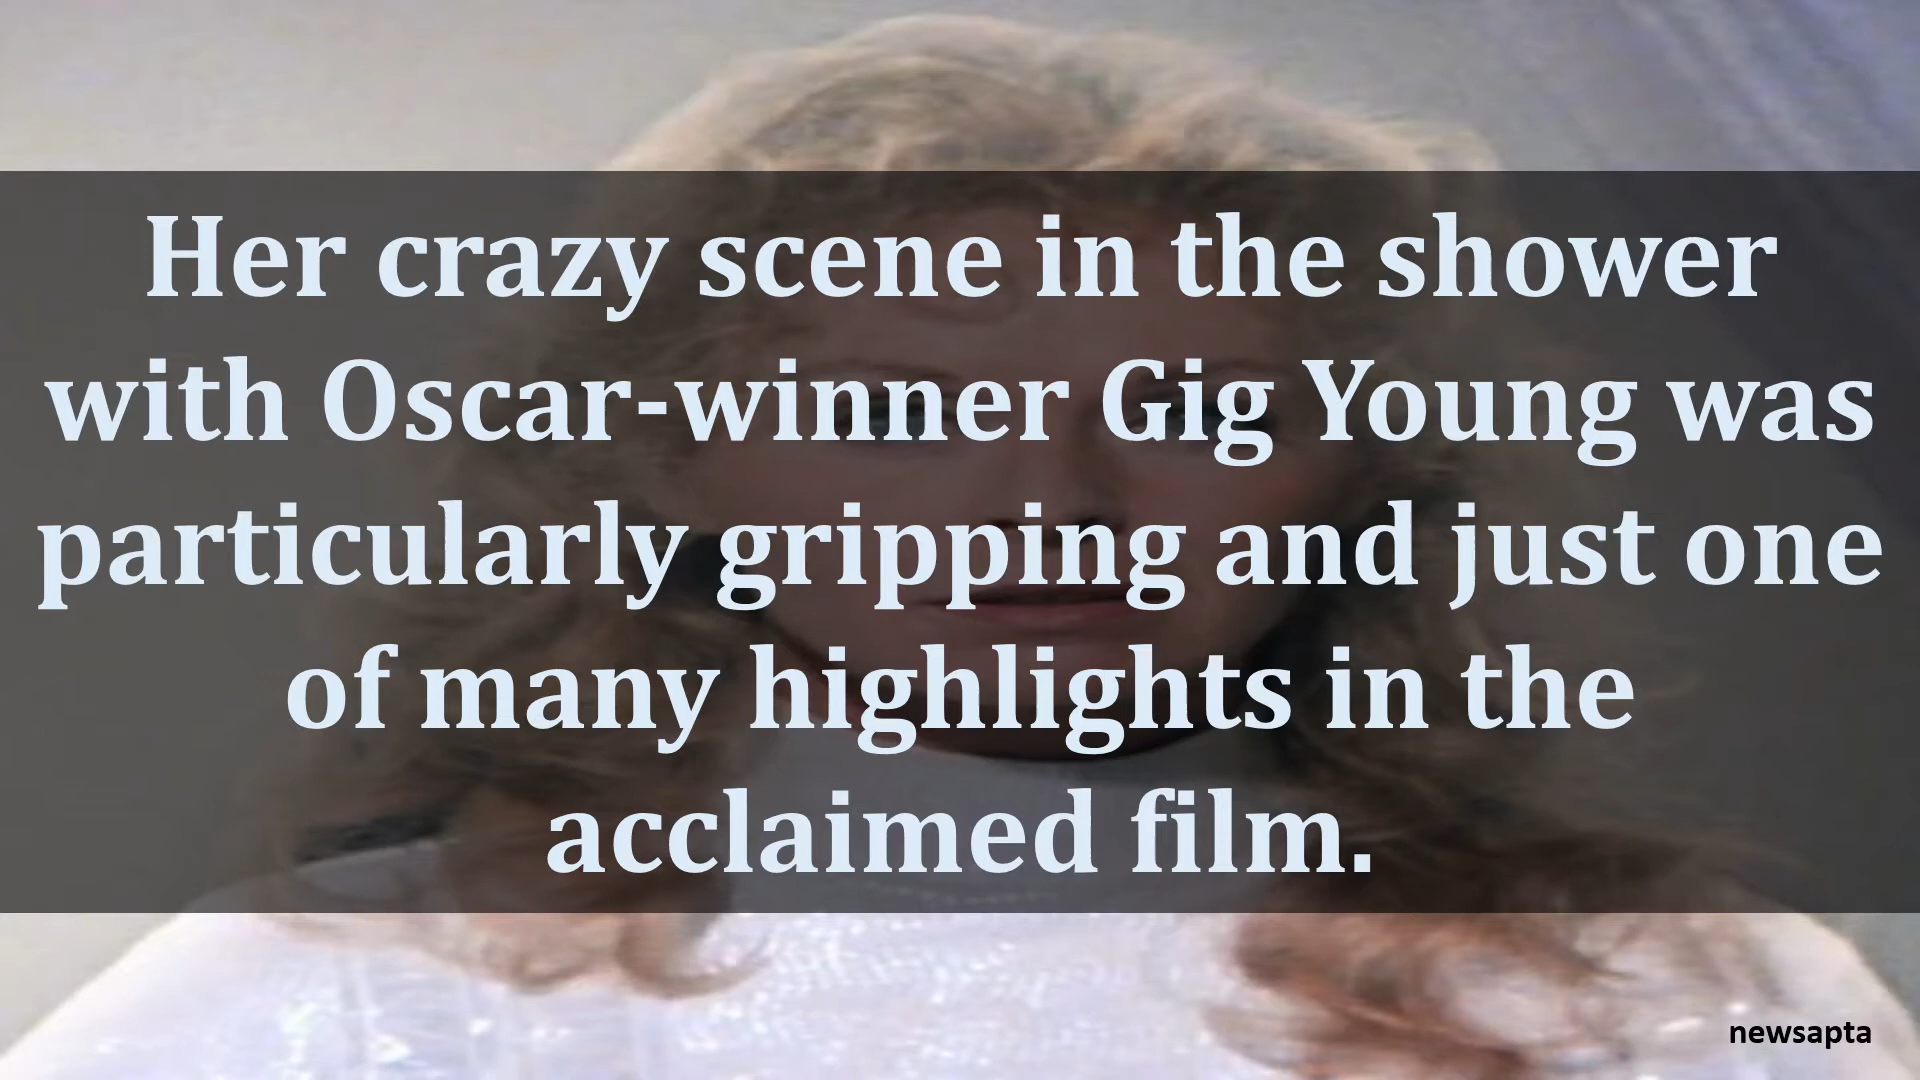 Her crazy scene in the shower
with Oscar-winner Gig Young was
particularly gripping and just one
of many highlights in the
acclaimed film.
newsapta